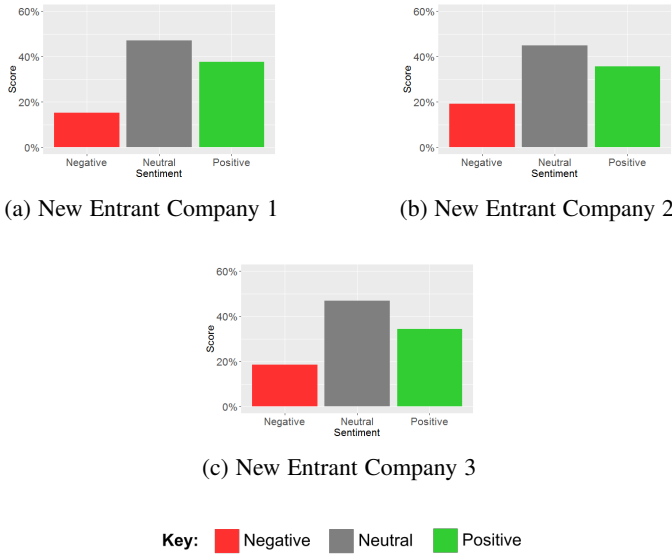 60%
40%
20%
0%
Score
Negative Neutral Positive
Sentiment
(a) New Entrant Company 1
60%
40%
20%
0%
Score
Negative Neutral Positive
Sentiment
(b) New Entrant Company 2
60%
40%
20%
0%
Score
Negative Neutral Positive
Sentiment
(c) New Entrant Company 3
Key: Negative Neutral Positive